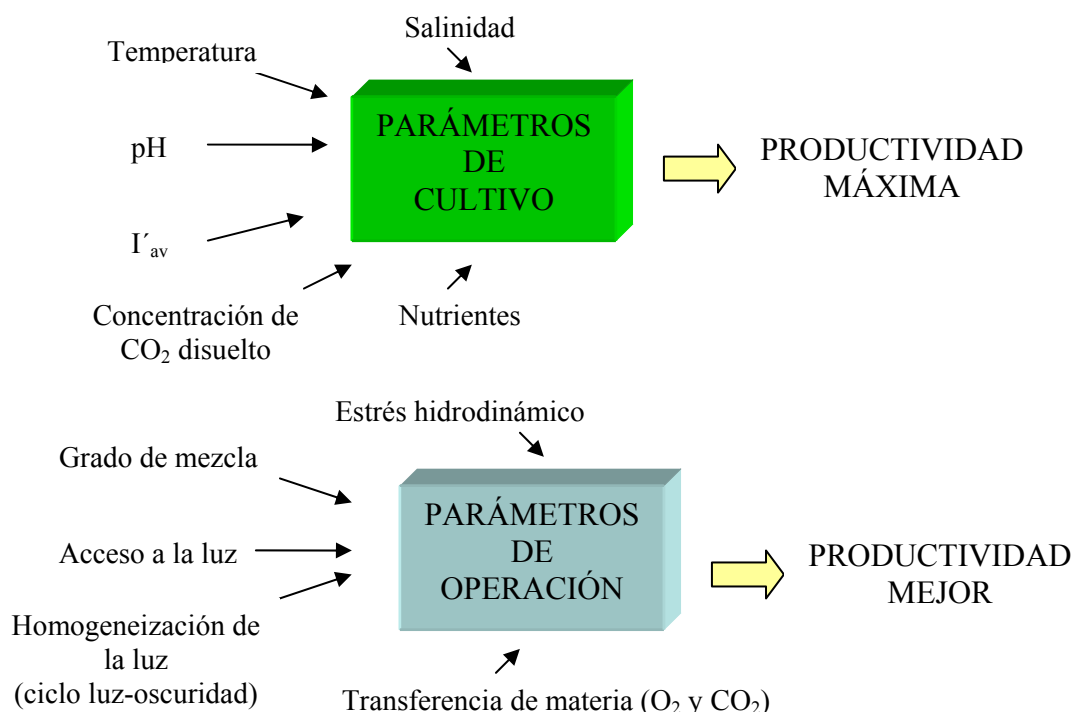 Salinidad
Temperatura
pH
I´av
Concentración de
CO₂ disuelto
Nutrientes
PARÁMETROS
DE
CULTIVO
PRODUCTIVIDAD
MÁXIMA
Estrés hidrodinámico
Grado de mezcla
Acceso a la luz
Homogeneización de
la luz
(ciclo luz-oscuridad)
Transferencia de materia (O₂ y CO₂)
PARÁMETROS
DE
OPERACIÓN
PRODUCTIVIDAD
MEJOR